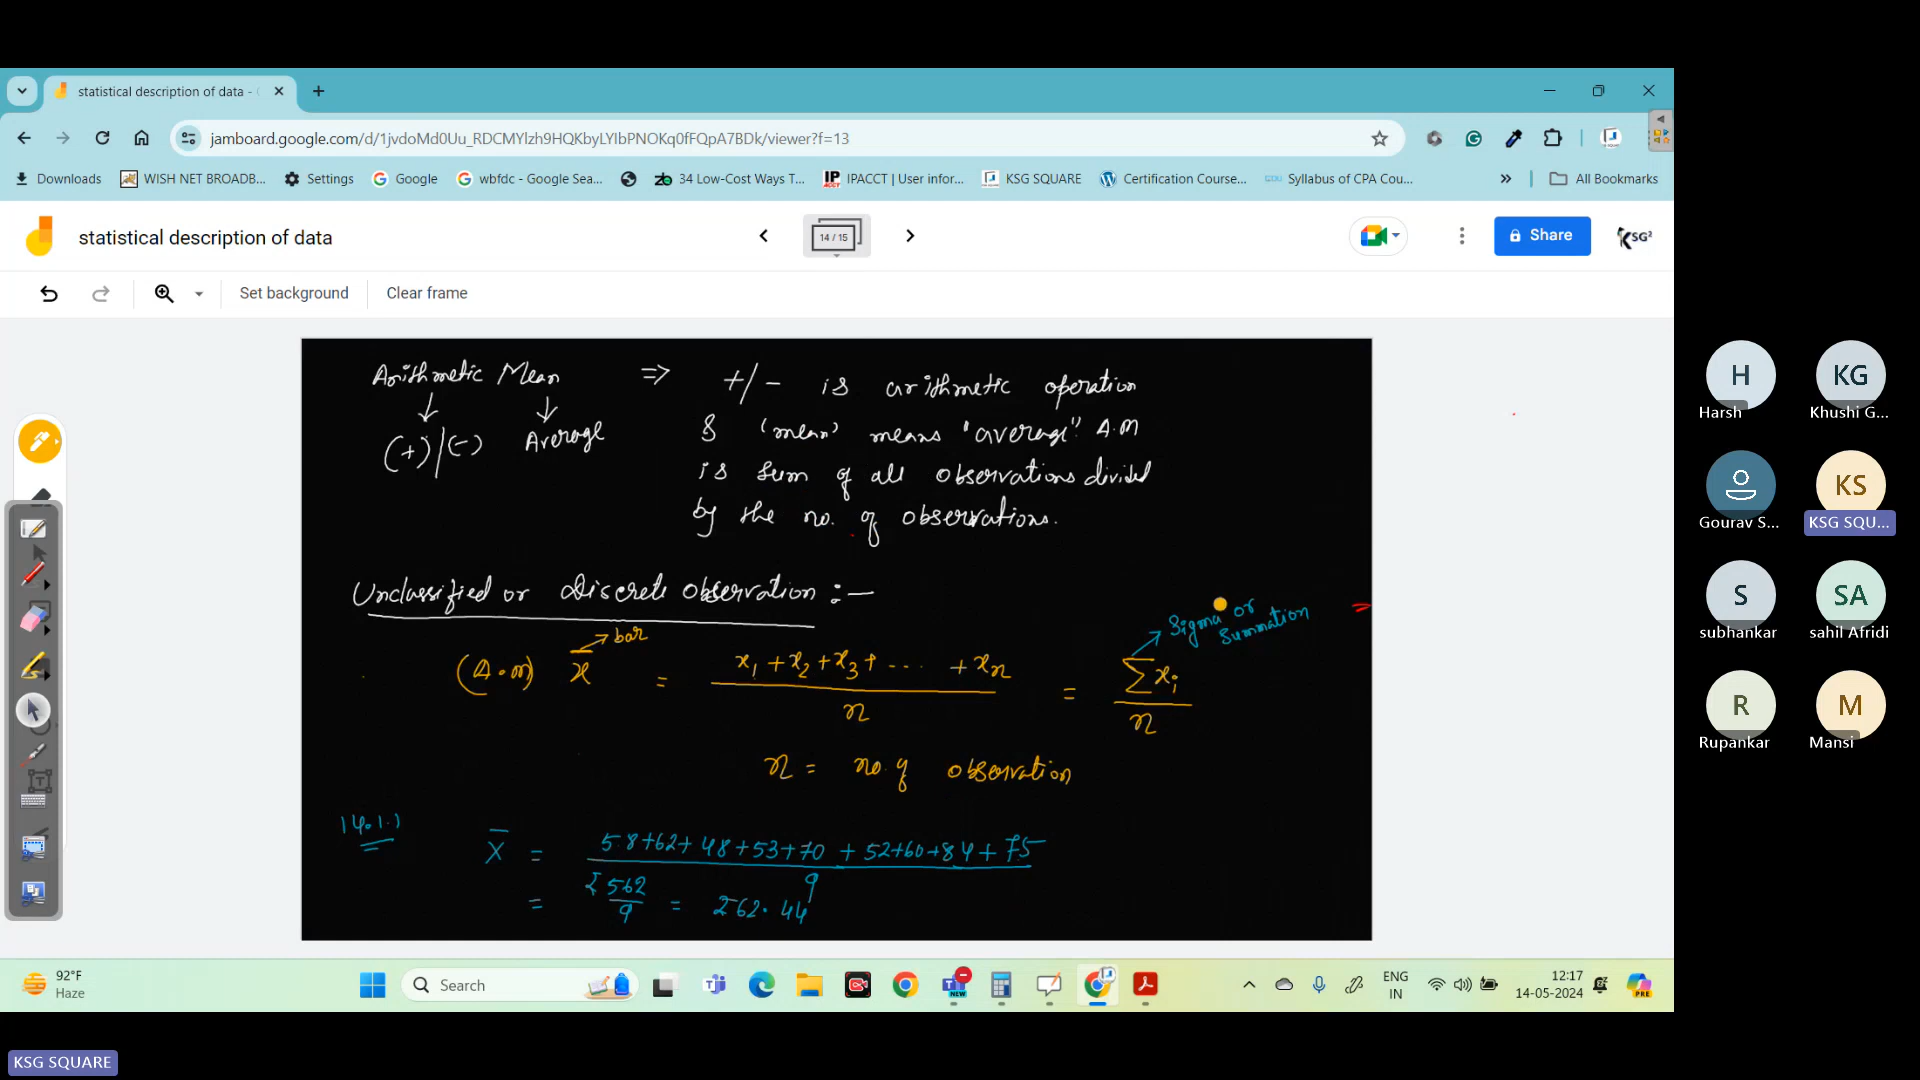 statistical description of data -
jamboard.google.com/d/1jvdoMd0Uu_RDCMYlzh9HQKbyLYIbPNOKq0fFQpA7BDk/viewer?f=13
Downloads WISH NET BROADB... Settings Google wbfdc - Google Sea... 34 Low-Cost Ways T... IPACCT | User infor... KSG SQUARE Certification Course... Syllabus of CPA Cou... » All Bookmarks
statistical description of data 14 / 15 Share KSG²
Set background Clear frame
Arithmetic Mean => +/- is arithmetic operation
(+)/(-) Average & 'mean' means "average". A.M
is sum of all observations divided
by the no. of observations.
Unclassified or Discrete observation :—
bar
Sigma or
Summation
(A.M) x̄ = x₁ + x₂ + x₃ + .... + xₙ / n = Σxᵢ / n
n = no. of observation
14.1.1
X̄ = 58+62+48+53+70+52+60+84+75 / 9
= ₹562 / 9 = ₹62.44
H KG
Harsh Khushi G...
KS
Gourav S... KSG SQU...
S SA
subhankar sahil Afridi
R M
Rupankar Mansi
92°F
Haze
Search
NEW
PRE
ENG
IN
12:17
14-05-2024
KSG SQUARE